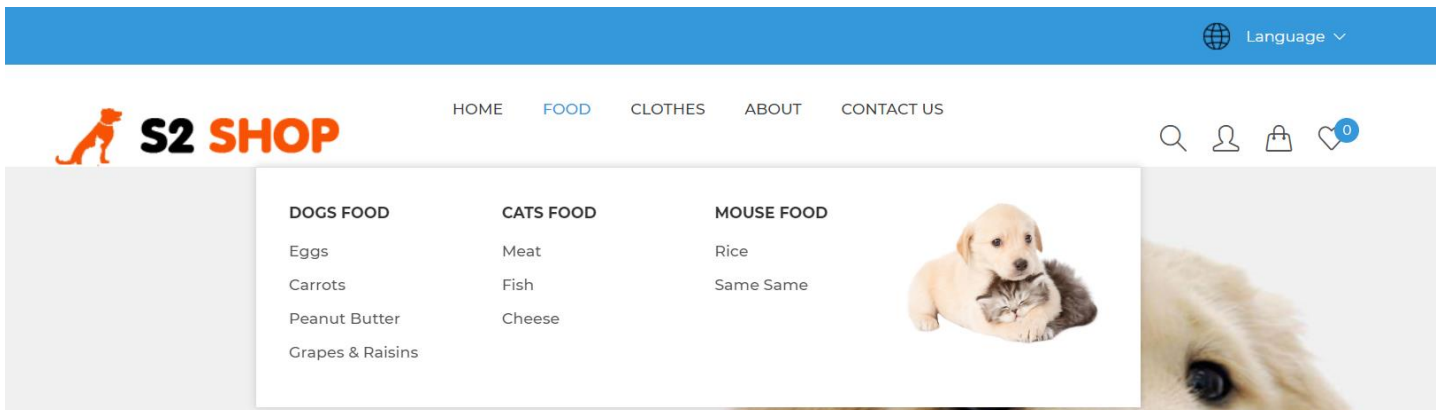 Language
HOME FOOD CLOTHES ABOUT CONTACT US
S2 SHOP
0
DOGS FOOD
Eggs
Carrots
Peanut Butter
Grapes & Raisins
CATS FOOD
Meat
Fish
Cheese
MOUSE FOOD
Rice
Same Same